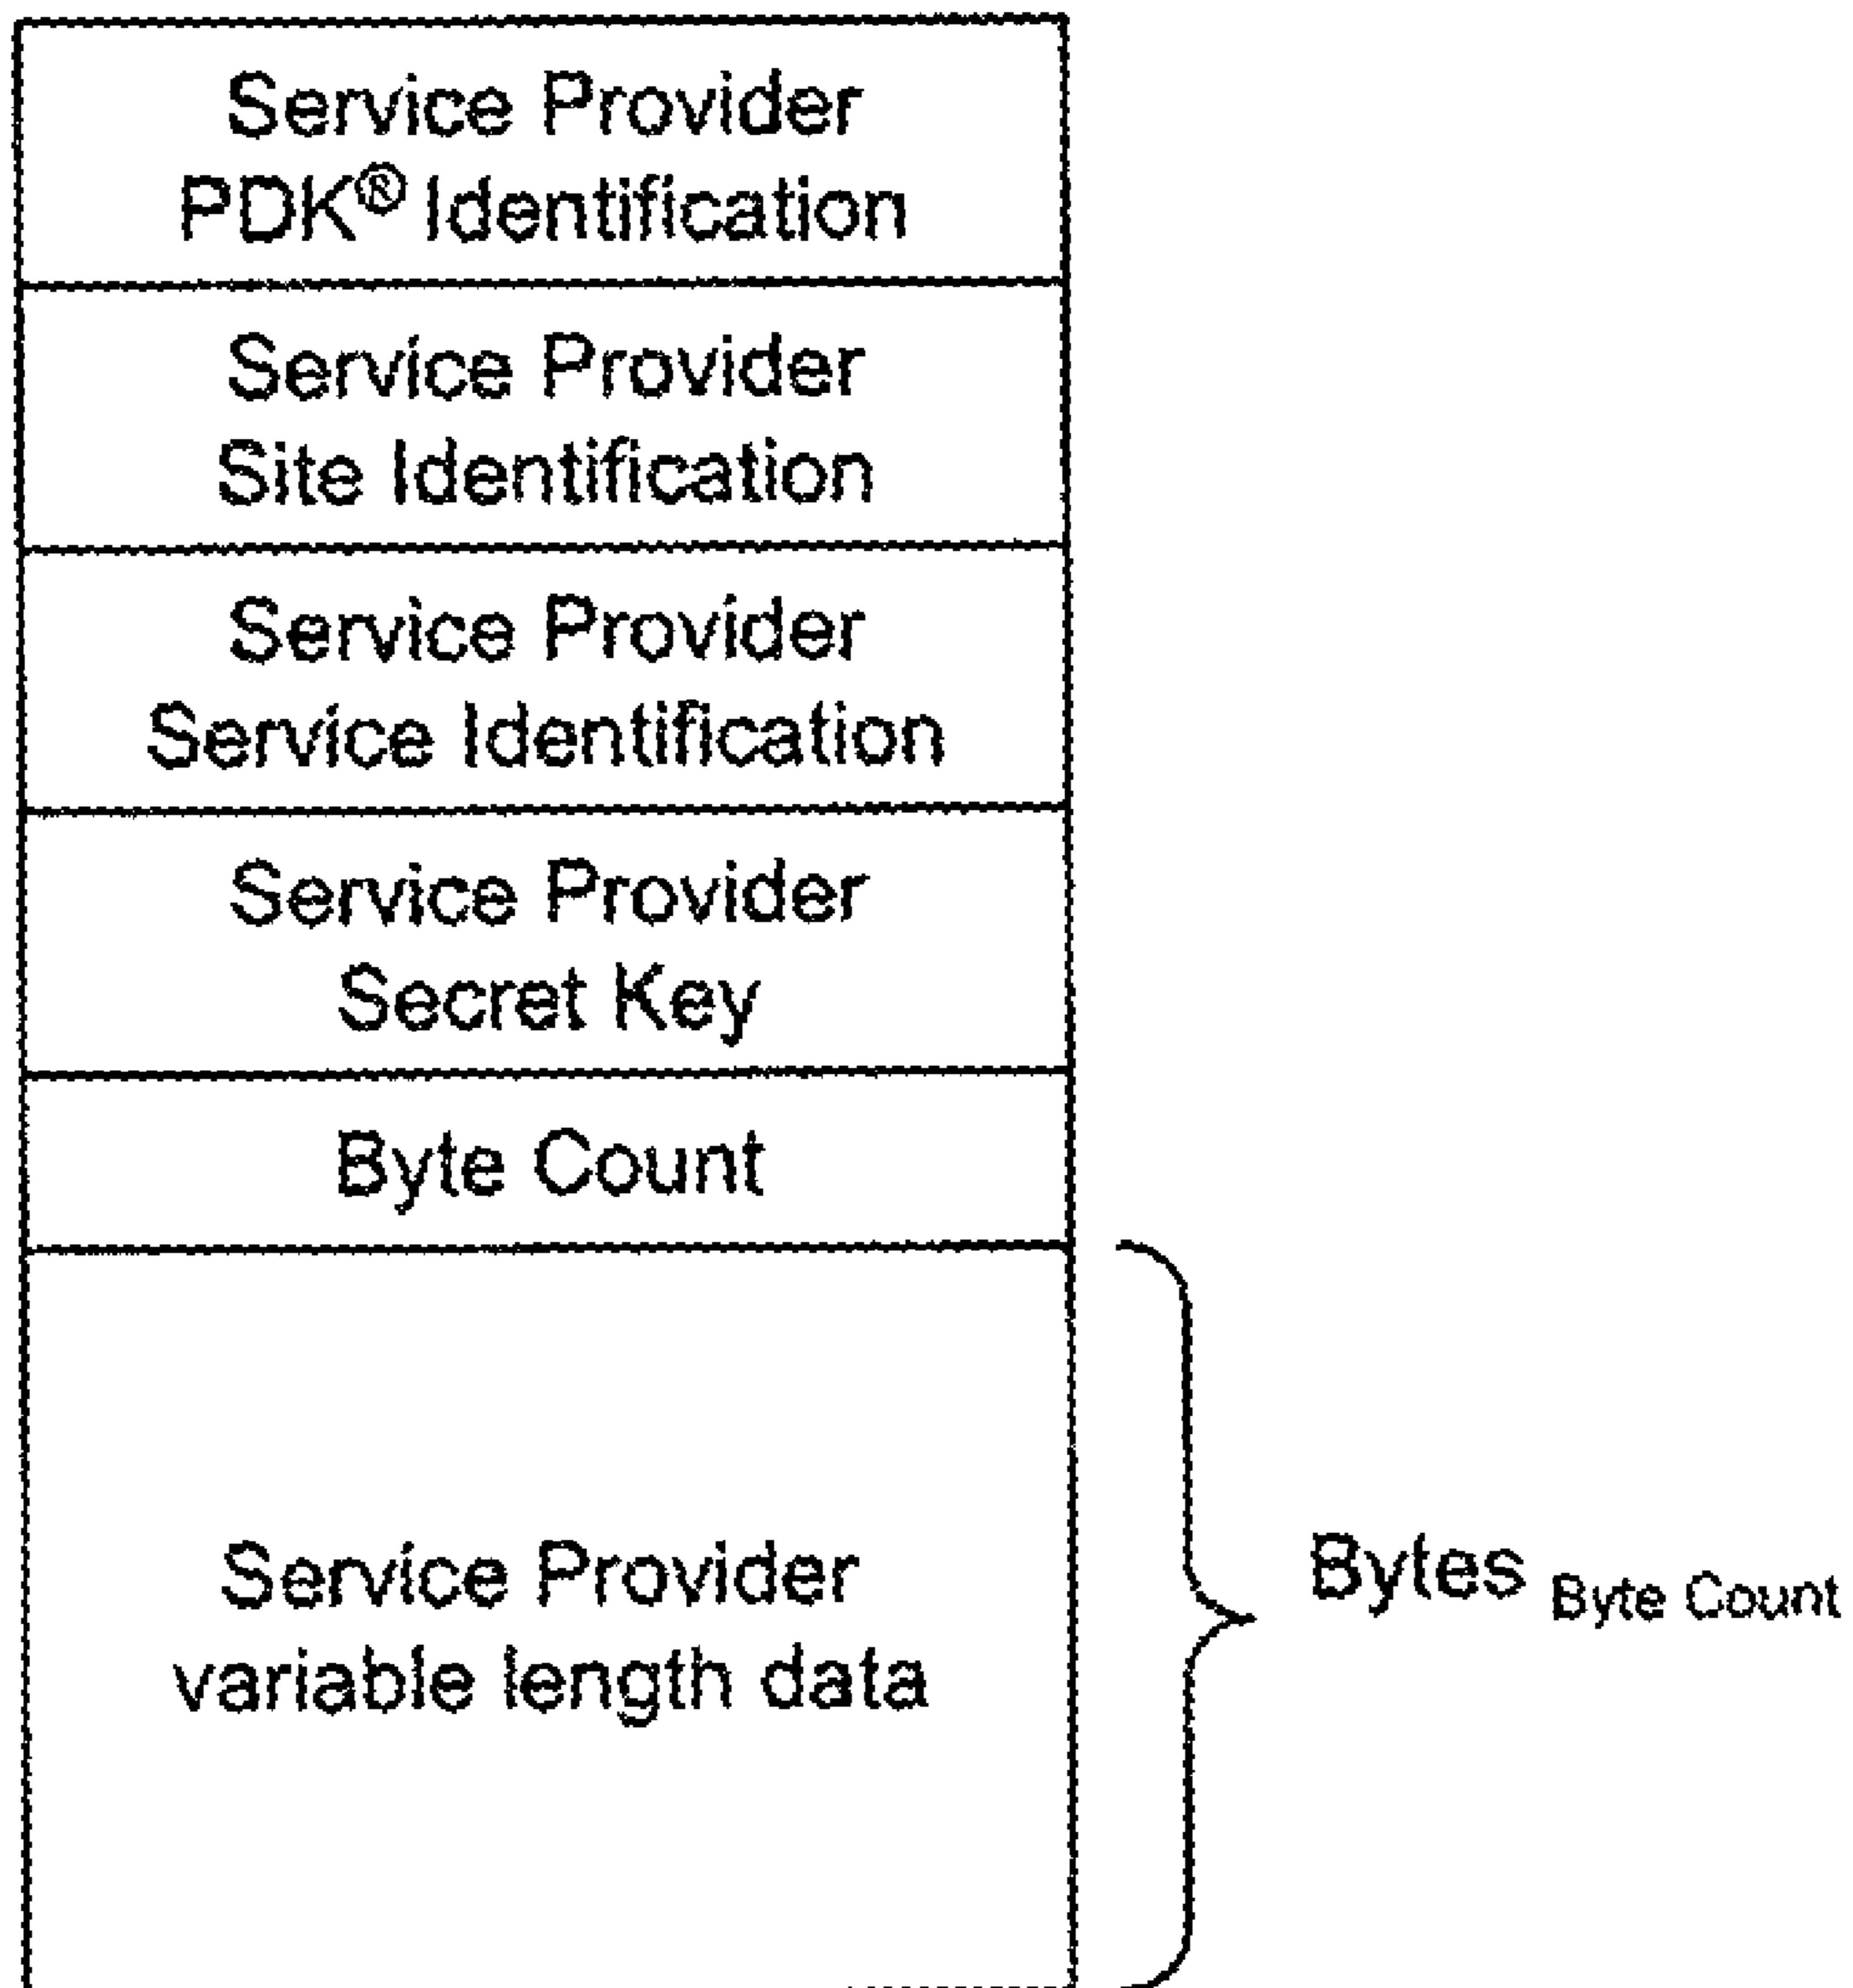 Service Provider
PDK® Identification
Service Provider
Site Identification
Service Provider
Service Identification
Service Provider
Secret Key
Byte Count
Service Provider
variable length data
Bytes Byte Count